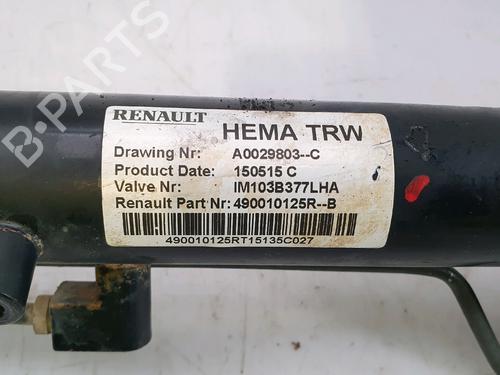 RENAULT HEMA TRW
Drawing Nr: A0029803--C
Product Date: 150515 C
Valve Nr: IM103B377LHA
Renault Part Nr: 490010125R--B
490010125RT15135C027
B-PARTS